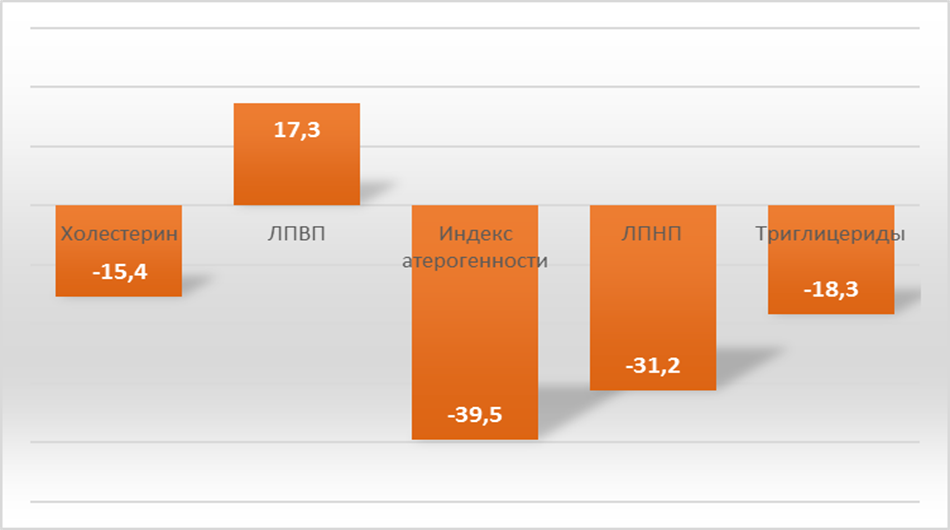 17,3
Холестерин
ЛПВП
Индекс
атерогенности
ЛПНП
Триглицериды
-15,4
-18,3
-31,2
-39,5